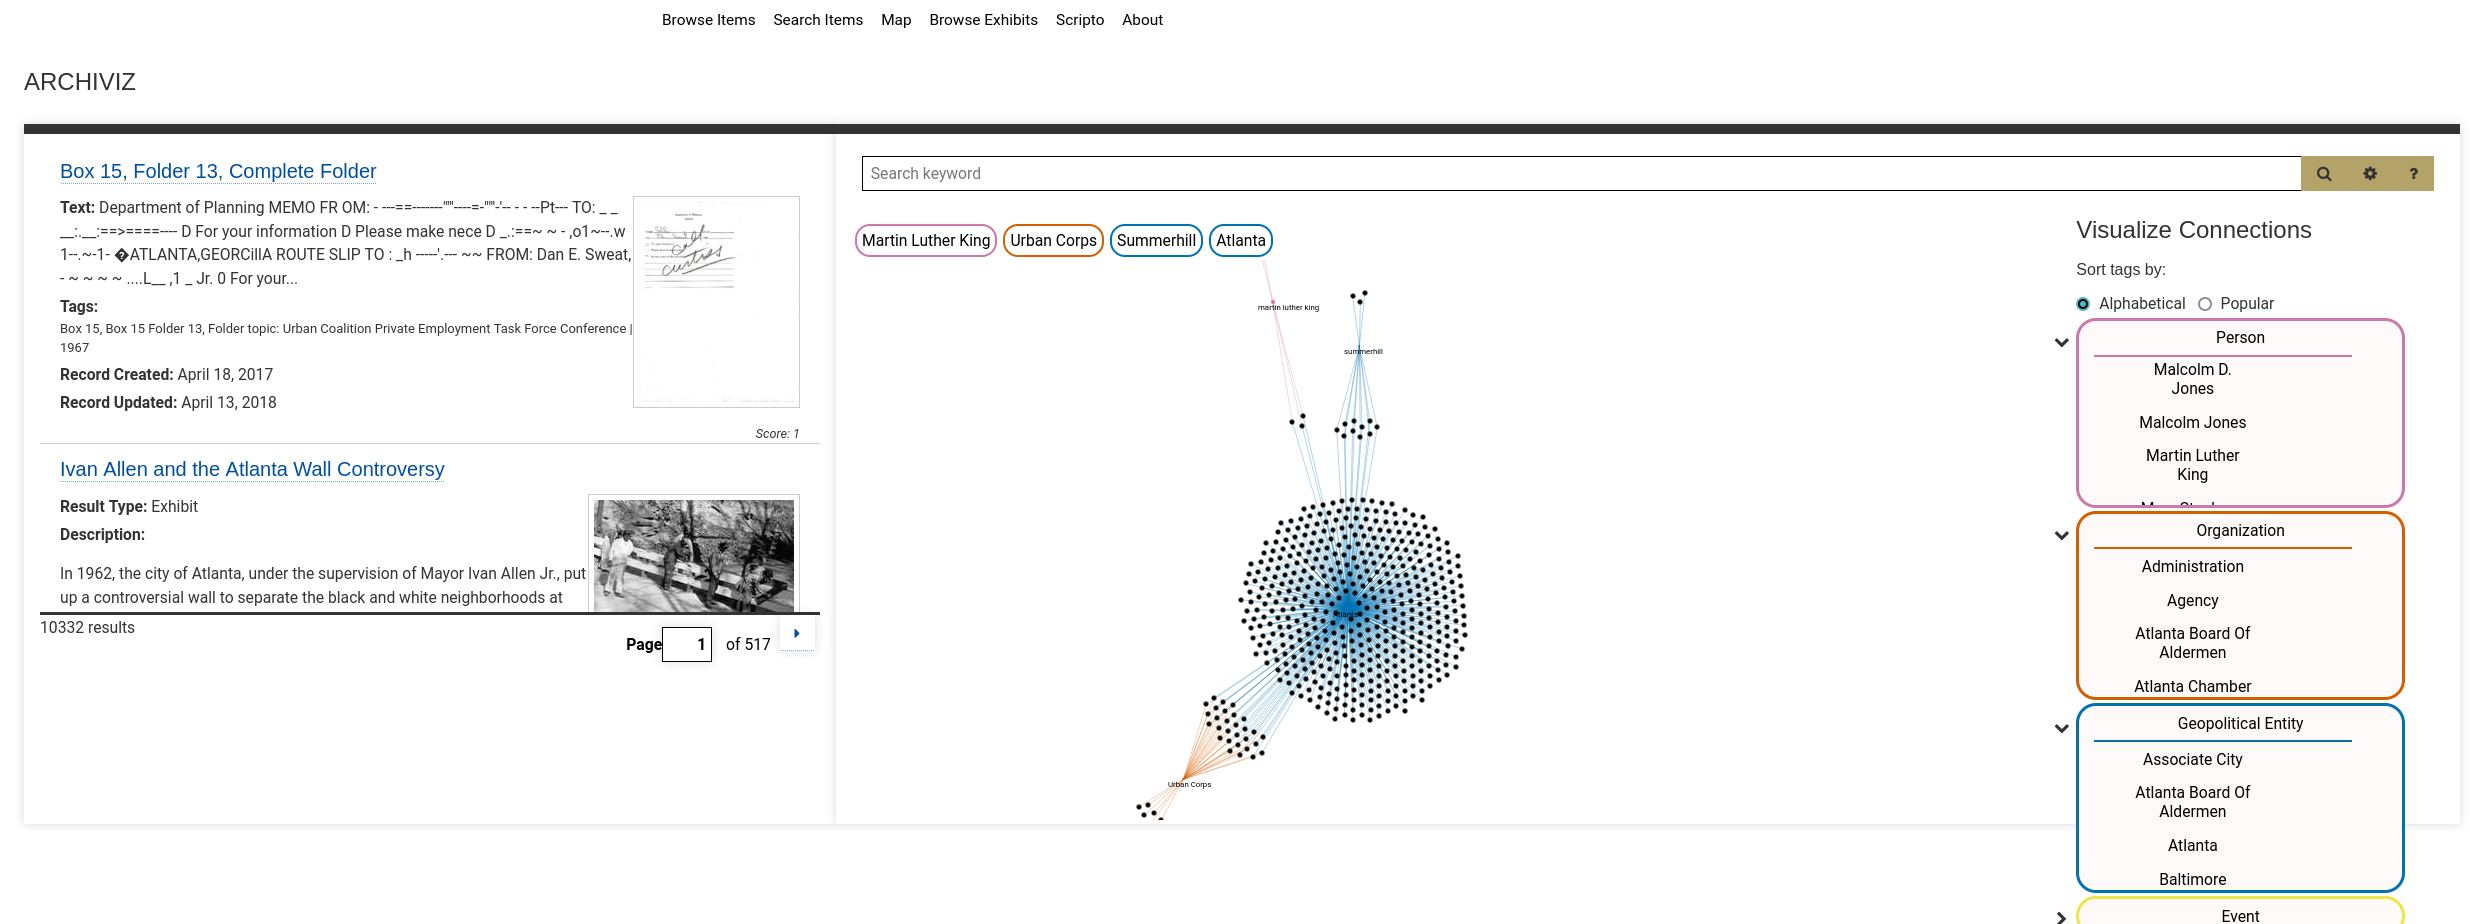 Browse Items Search Items Map Browse Exhibits Scripto About
ARCHIVIZ
Box 15, Folder 13, Complete Folder
Text: Department of Planning MEMO FR OM: - ---==-------"'"'----=-"'"'-'-- - - --Pt--- TO: _ _
__:.__:==>====---- D For your information D Please make nece D _.:==~ ~ - ,o1~--.w
1--.~-1- �ATLANTA,GEORCillA ROUTE SLIP TO : _h -----'.--- ~~ FROM: Dan E. Sweat,
- ~ ~ ~ ~ ....L__ ,1 _ Jr. 0 For your...
Tags:
Box 15, Box 15 Folder 13, Folder topic: Urban Coalition Private Employment Task Force Conference |
1967
Record Created: April 18, 2017
Record Updated: April 13, 2018
call
curtiss
Score: 1
Ivan Allen and the Atlanta Wall Controversy
Result Type: Exhibit
Description:
In 1962, the city of Atlanta, under the supervision of Mayor Ivan Allen Jr., put
up a controversial wall to separate the black and white neighborhoods at
10332 results
Page 1 of 517
Search keyword
?
Martin Luther King Urban Corps Summerhill Atlanta
martin luther king
summerhill
Atlanta
Urban Corps
Visualize Connections
Sort tags by:
Alphabetical Popular
Person
Malcolm D.
Jones
Malcolm Jones
Martin Luther
King
Organization
Administration
Agency
Atlanta Board Of
Aldermen
Atlanta Chamber
Geopolitical Entity
Associate City
Atlanta Board Of
Aldermen
Atlanta
Baltimore
Event